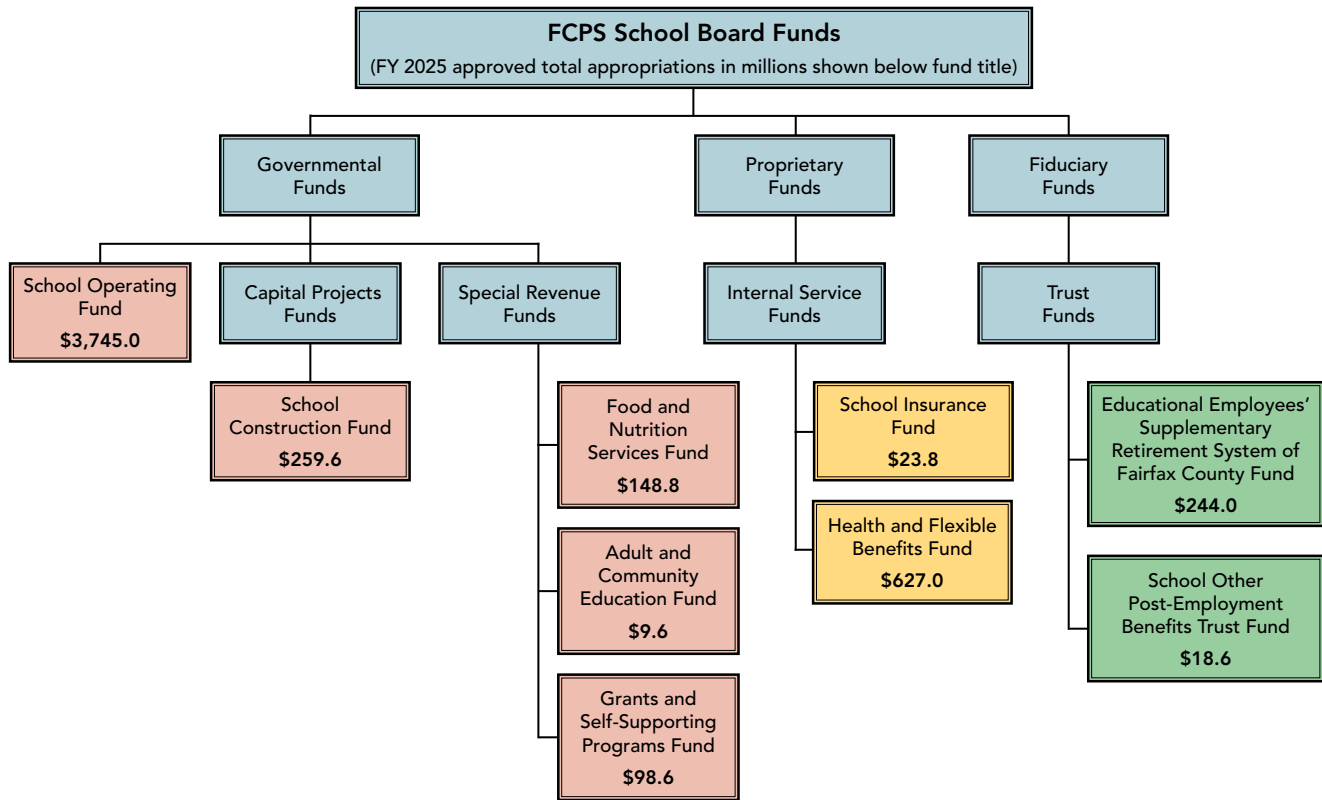 FCPS School Board Funds
(FY 2025 approved total appropriations in millions shown below fund title)
Governmental
Funds
Proprietary
Funds
Fiduciary
Funds
School Operating
Fund
$3,745.0
Capital Projects
Funds
Special Revenue
Funds
Internal Service
Funds
Trust
Funds
School
Construction Fund
$259.6
Food and
Nutrition
Services Fund
$148.8
Adult and
Community
Education Fund
$9.6
Grants and
Self-Supporting
Programs Fund
$98.6
School Insurance
Fund
$23.8
Health and Flexible
Benefits Fund
$627.0
Educational Employees’
Supplementary
Retirement System of
Fairfax County Fund
$244.0
School Other
Post-Employment
Benefits Trust Fund
$18.6